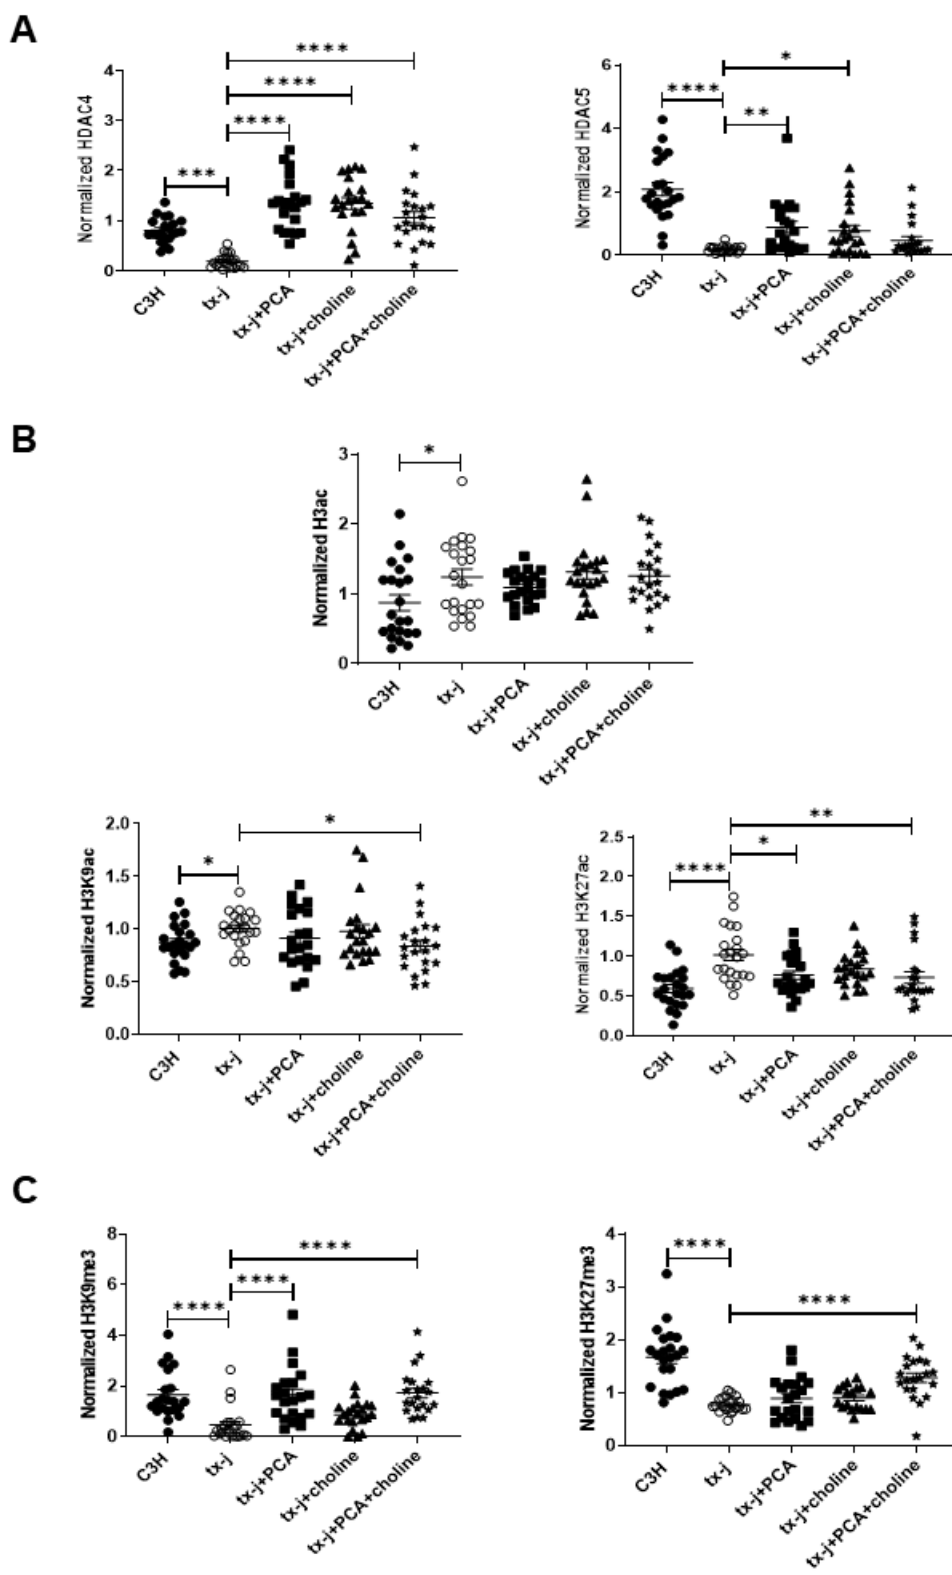 A
Normalized HDAC4
4
3
2
1
0
***
****
****
****
C3H
tx-j
tx-j+PCA
tx-j+choline
tx-j+PCA+choline
Normalized HDAC5
6
4
2
0
****
**
*
C3H
tx-j
tx-j+PCA
tx-j+choline
tx-j+PCA+choline
B
Normalized H3ac
3
2
1
0
*
C3H
tx-j
tx-j+PCA
tx-j+choline
tx-j+PCA+choline
Normalized H3K9ac
2.0
1.5
1.0
0.5
0.0
*
*
C3H
tx-j
tx-j+PCA
tx-j+choline
tx-j+PCA+choline
Normalized H3K27ac
2.5
2.0
1.5
1.0
0.5
0.0
****
*
**
C3H
tx-j
tx-j+PCA
tx-j+choline
tx-j+PCA+choline
C
Normalized H3K9me3
8
6
4
2
0
****
****
****
C3H
tx-j
tx-j+PCA
tx-j+choline
tx-j+PCA+choline
Normalized H3K27me3
4
3
2
1
0
****
****
C3H
tx-j
tx-j+PCA
tx-j+choline
tx-j+PCA+choline